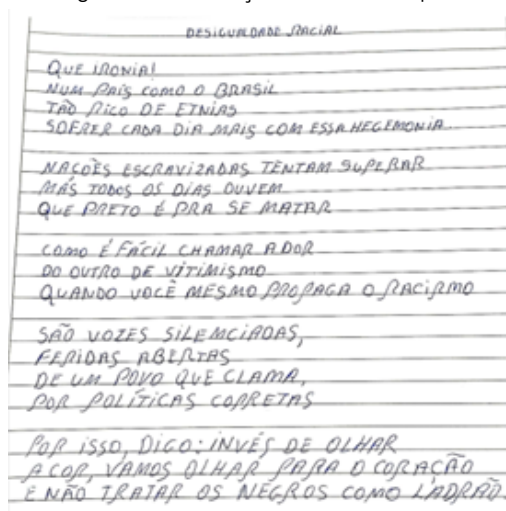 DESIGUALDADE RACIAL
QUE IRONIA!
NUM PAÍS COMO O BRASIL
TÃO RICO DE ETNIAS
SOFRER CADA DIA MAIS COM ESSA HEGEMONIA
NAÇÕES ESCRAVIZADAS TENTAM SUPERAR
MÁS TODOS OS DIAS OUVEM
QUE PRETO É PRA SE MATAR
COMO É FÁCIL CHAMAR A DOR
DO OUTRO DE VITIMISMO
QUANDO VOCÊ MESMO PROPAGA O RACIRMO
SÃO VOZES SILEMCIADAS,
FERIDAS ABERTAS
DE UM POVO QUE CLAMA,
POR POLÍTICAS CORRETAS
POR ISSO, DIGO: INVÉS DE OLHAR
A COR, VAMOS OLHAR PARA O CORAÇÃO
E NÃO TRATAR OS NEGROS COMO LADRÃO.